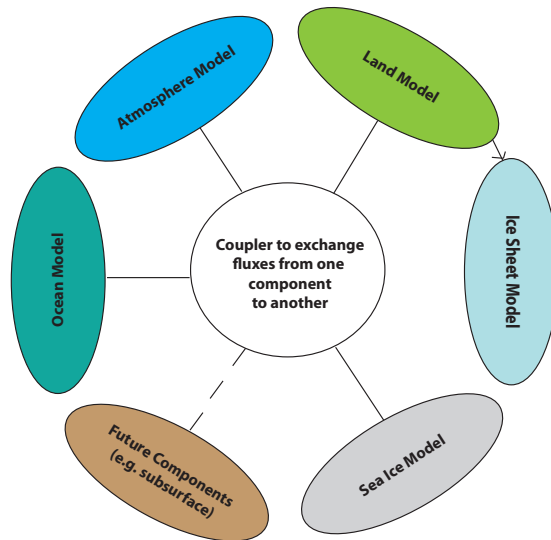 Atmosphere Model
Land Model
Ice Sheet Model
Sea Ice Model
Future Components
(e.g. subsurface)
Ocean Model
Coupler to exchange
fluxes from one
component
to another